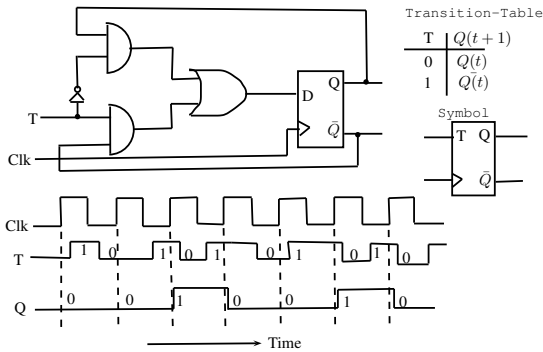 Transition-Table
T Q(t + 1)
0 Q(t)
1 Q̄(t)
Symbol
T Q
Q̄
D Q
Q̄
T
Clk
Clk
T 1 0 1 0 1 0 1 0 1 0
Q 0 0 1 0 0 1 0
Time